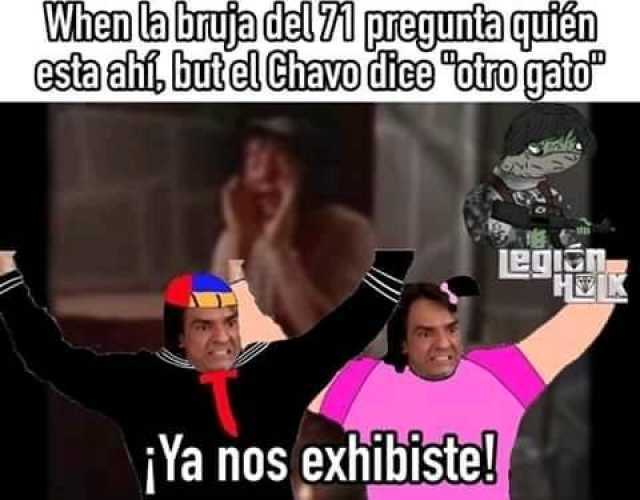 When la bruja del 71 pregunta quién
esta ahí, but el Chavo dice "otro gato"
Legión
HOLK
¡Ya nos exhibiste!